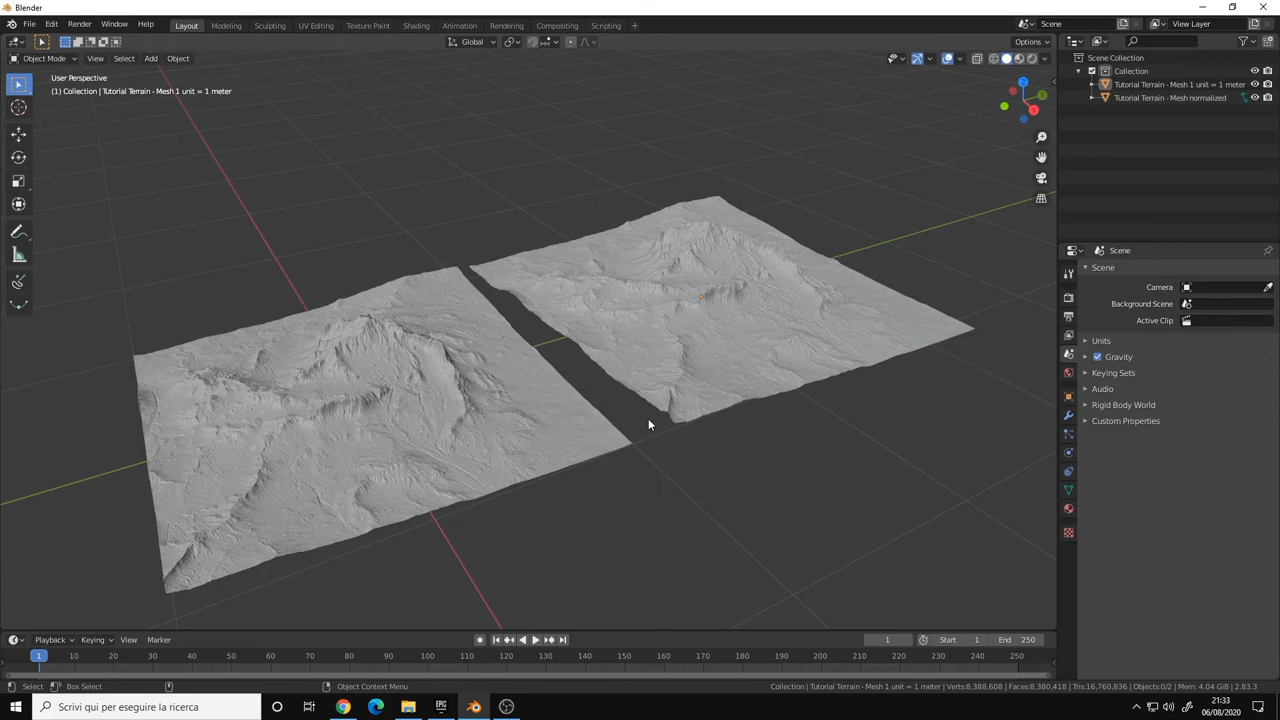 Blender
File Edit Render Window Help Layout Modeling Sculpting UV Editing Texture Paint Shading Animation Rendering Compositing Scripting + Scene View Layer
Global Options
Object Mode View Select Add Object
User Perspective
(1) Collection | Tutorial Terrain - Mesh 1 unit = 1 meter
Z
Y
X
Scene Collection
Collection
Tutorial Terrain - Mesh 1 unit = 1 meter
Tutorial Terrain - Mesh normalized
Scene
Scene
Camera
Background Scene
Active Clip
Units
Gravity
Keying Sets
Audio
Rigid Body World
Custom Properties
Playback Keying View Marker 1 Start 1 End 250
1 10 20 30 40 50 60 70 80 90 100 110 120 130 140 150 160 170 180 190 200 210 220 230 240 250
Select Box Select Object Context Menu Collection | Tutorial Terrain - Mesh 1 unit = 1 meter | Verts:8,388,608 | Faces:8,380,418 | Tris:16,760,836 | Objects:0/2 | Mem: 4.04 GiB | 2.83.3
Scrivi qui per eseguire la ricerca
EPIC
21:33
06/08/2020